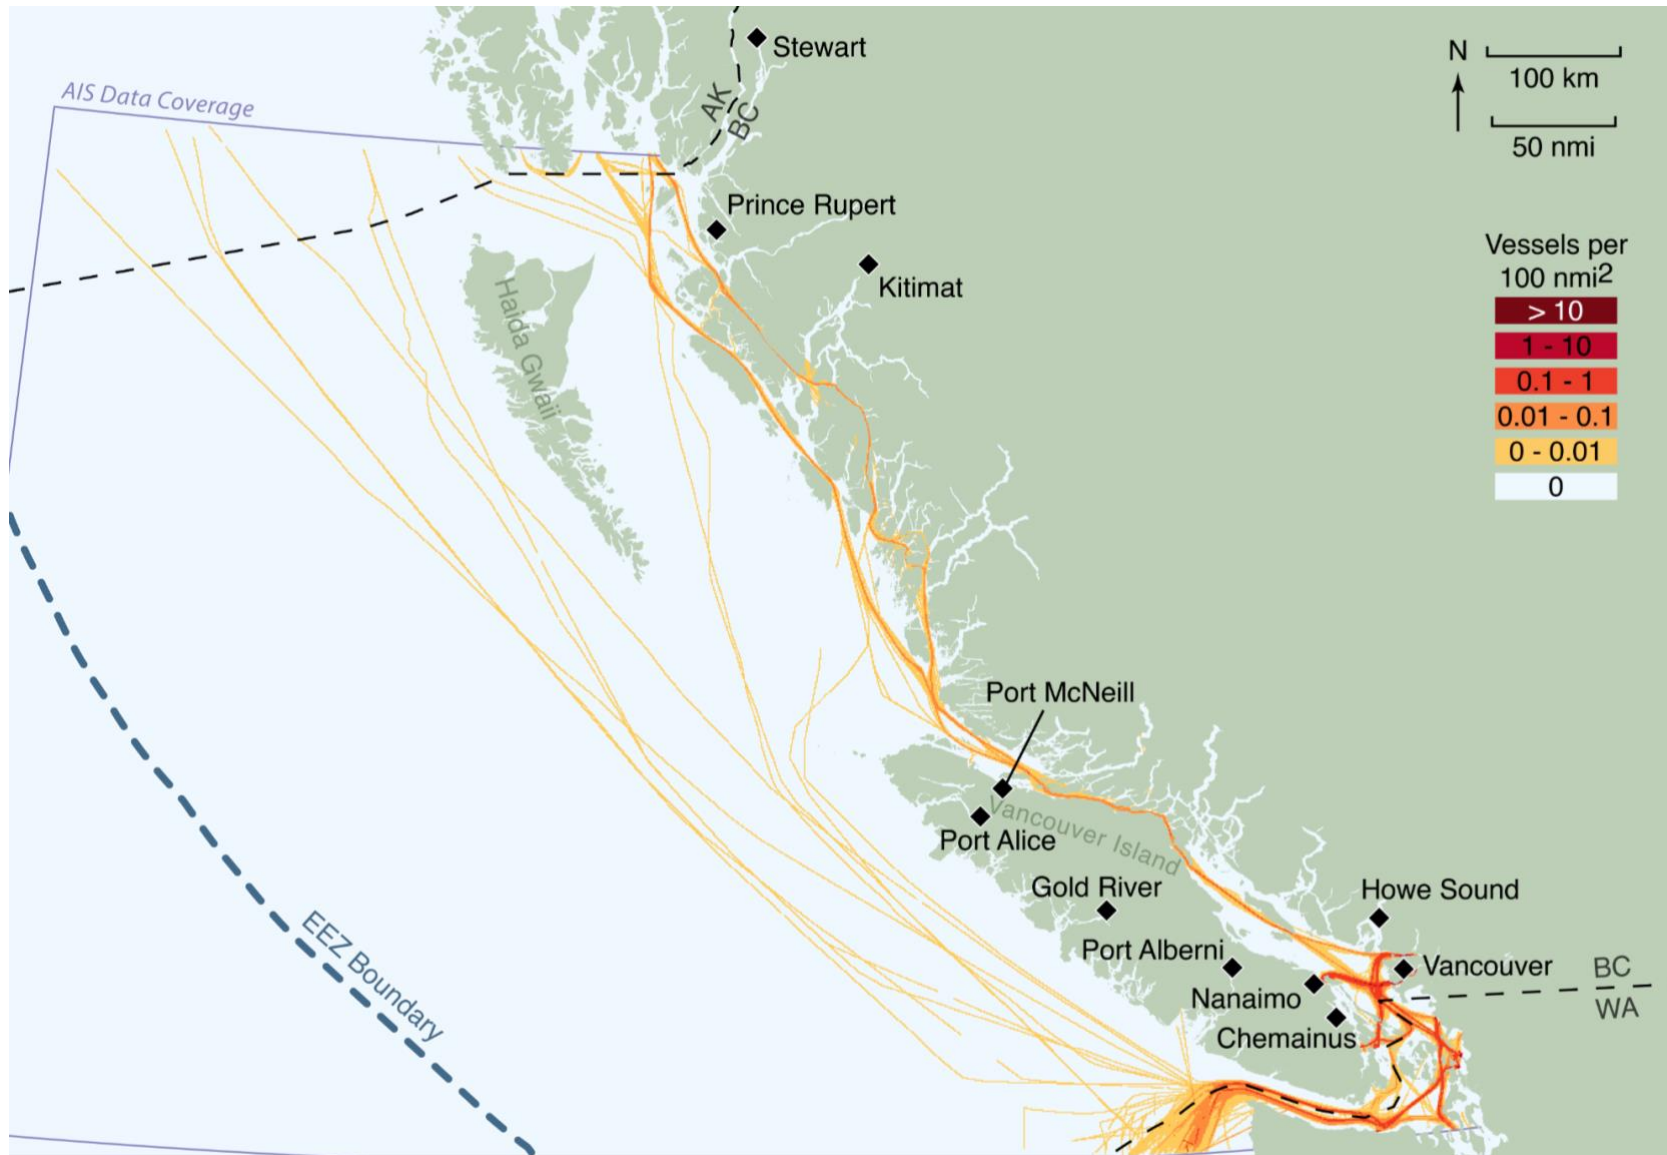 Stewart
N
100 km
50 nmi
AIS Data Coverage
AK
BC
Prince Rupert
Kitimat
Vessels per
100 nmi2
> 10
1 - 10
0.1 - 1
0.01 - 0.1
0 - 0.01
0
Haida Gwaii
Port McNeill
Vancouver Island
Port Alice
Gold River
Howe Sound
Port Alberni
Vancouver
BC
WA
Nanaimo
Chemainus
EEZ Boundary